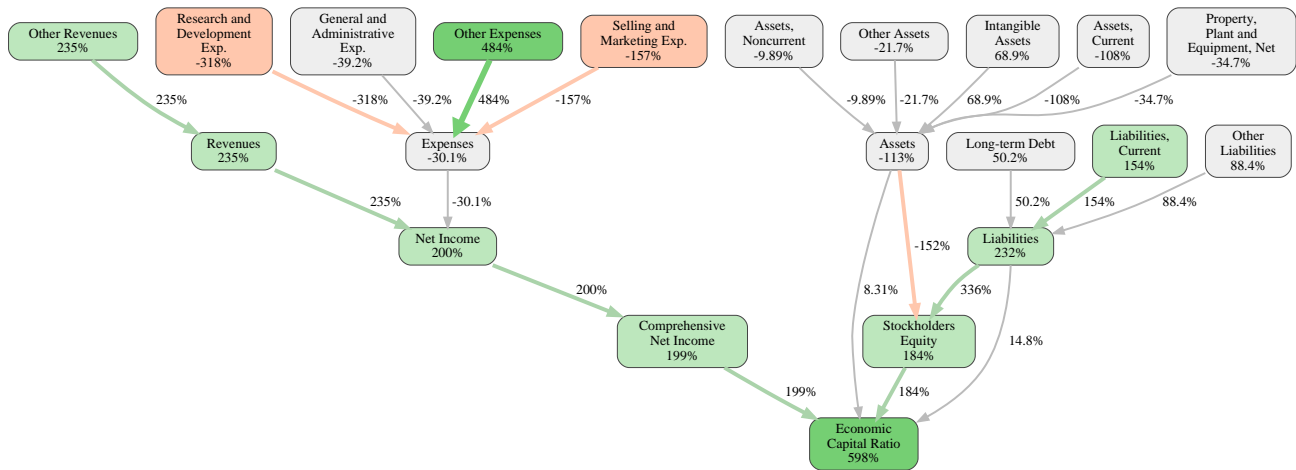 Other Revenues
235%
Research and
Development
Exp.
-318%
General and
Administrative
Exp.
-39.2%
Other Expenses
484%
Selling and
Marketing Exp.
-157%
Assets,
Noncurrent
-9.89%
Other Assets
-21.7%
Intangible
Assets
68.9%
Assets,
Current
-108%
Property,
Plant and
Equipment, Net
-34.7%
235%
-318%
-39.2%
484%
-157%
-9.89%
-21.7%
68.9%
-108%
-34.7%
Revenues
235%
Expenses
-30.1%
Assets
-113%
Long-term Debt
50.2%
Liabilities,
Current
154%
Other
Liabilities
88.4%
235%
-30.1%
50.2%
154%
88.4%
Net Income
200%
Liabilities
232%
-152%
200%
8.31%
336%
Comprehensive
Net Income
199%
Stockholders
Equity
184%
14.8%
199%
184%
Economic
Capital Ratio
598%